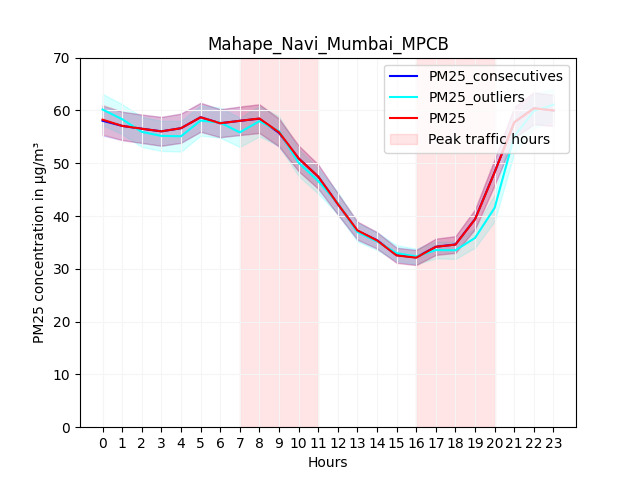 Mahape_Navi_Mumbai_MPCB
PM25_consecutives
PM25_outliers
PM25
Peak traffic hours
PM25 concentration in µg/m³
70
60
50
40
30
20
10
0
0 1 2 3 4 5 6 7 8 9 10 11 12 13 14 15 16 17 18 19 20 21 22 23
Hours